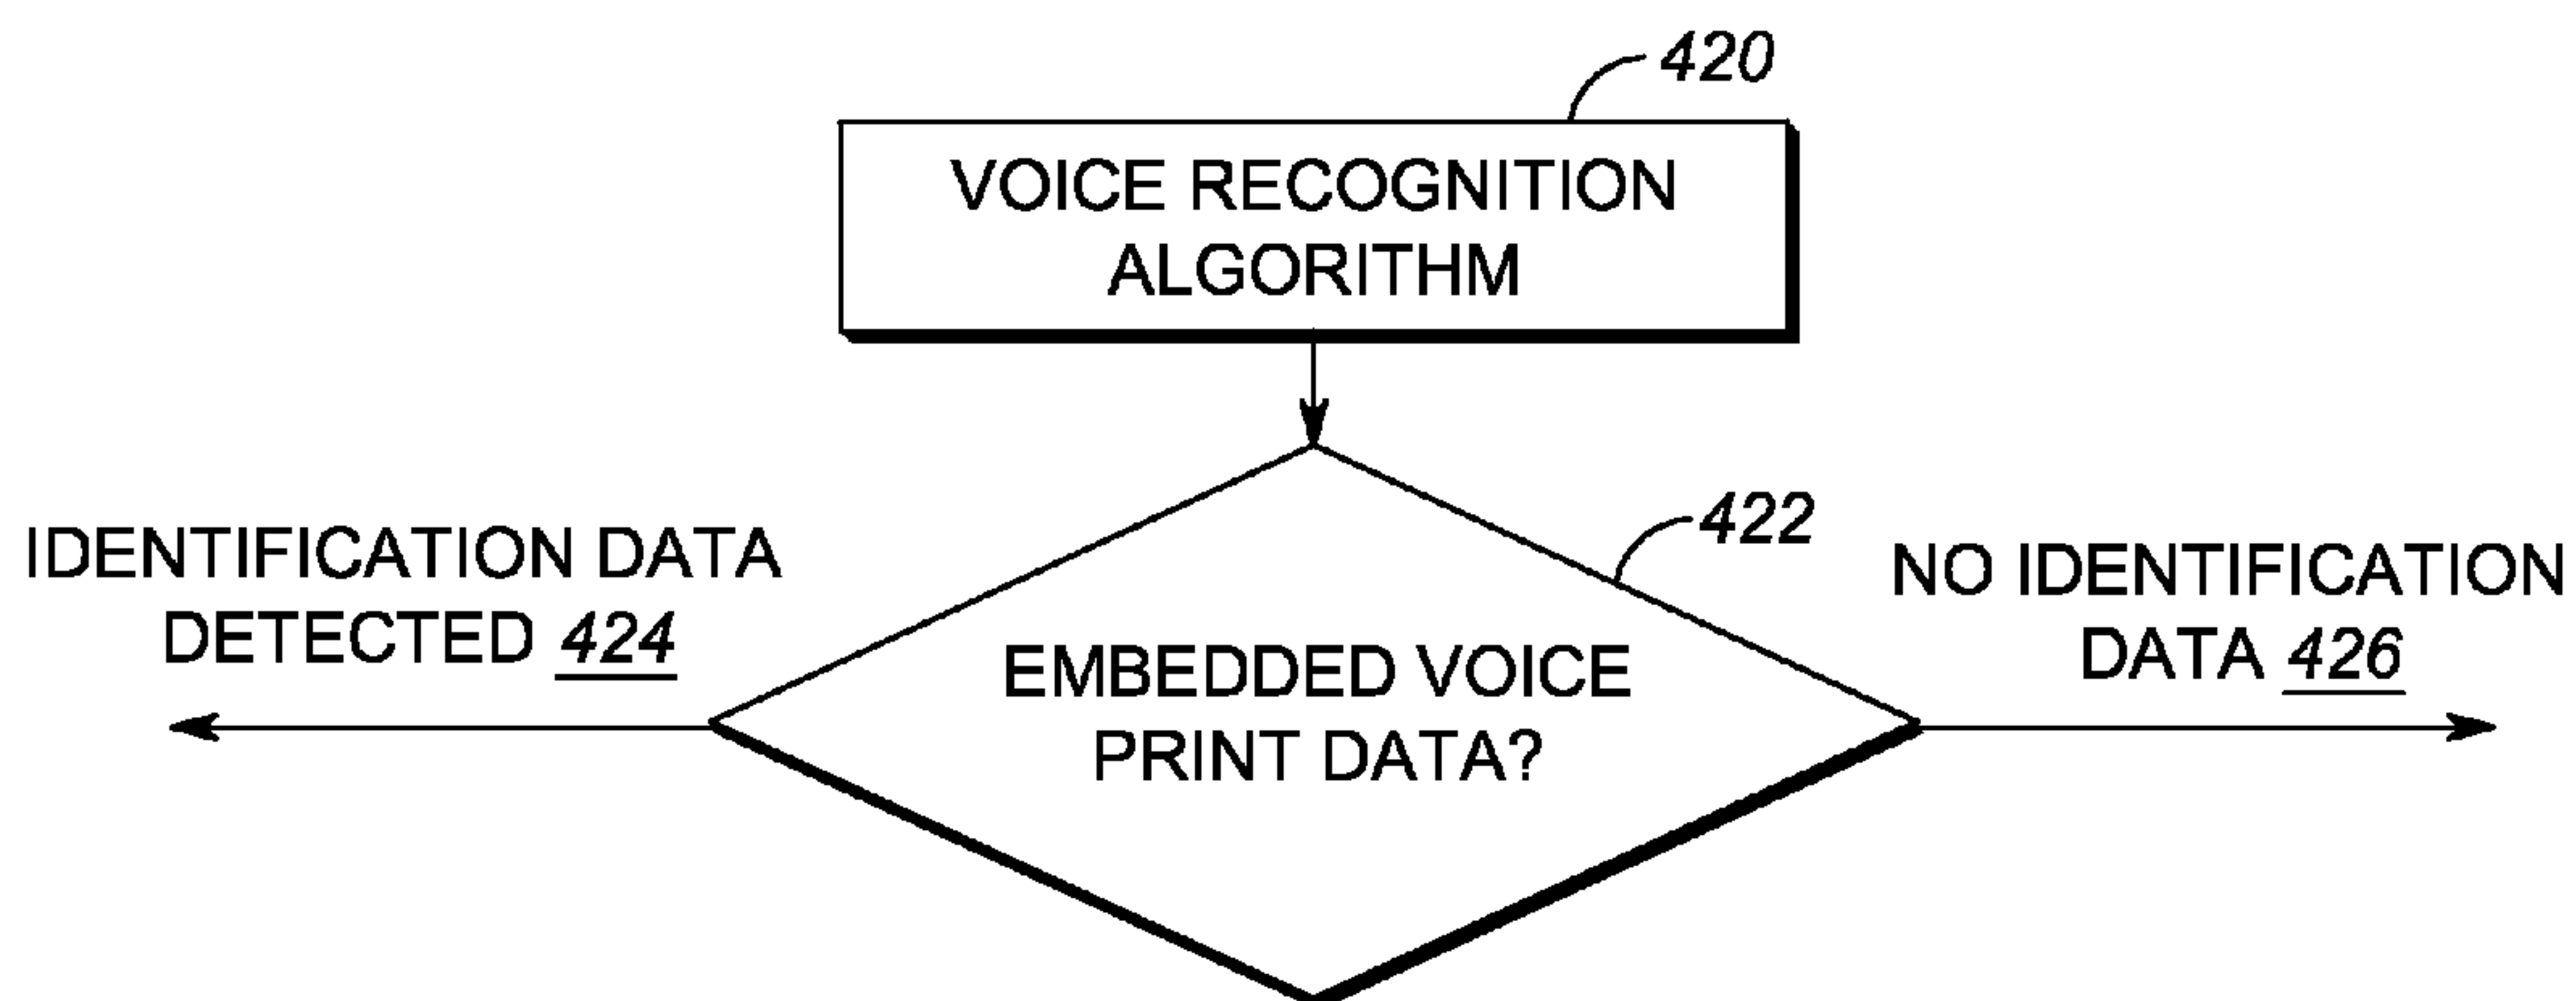 420
VOICE RECOGNITION
ALGORITHM
422
IDENTIFICATION DATA
DETECTED 424
EMBEDDED VOICE
PRINT DATA?
NO IDENTIFICATION
DATA 426